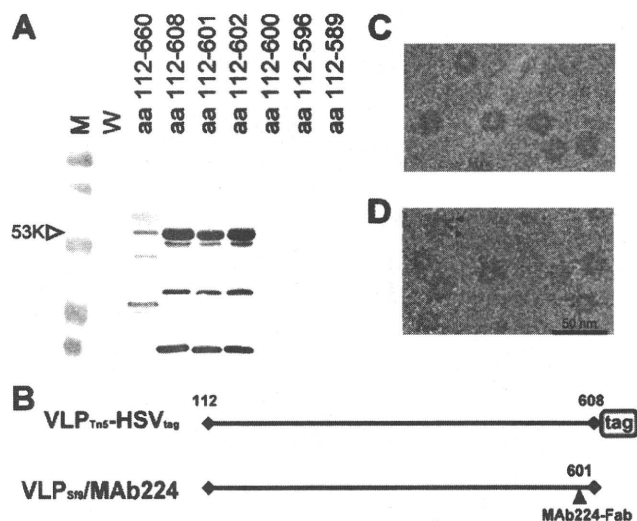 A
M
W
aa 112-660
aa 112-608
aa 112-601
aa 112-602
aa 112-600
aa 112-596
aa 112-589
53K
C
D
50 nm
B
112
608
VLPTn5-HSVtag
tag
601
VLPSf9/MAb224
MAb224-Fab